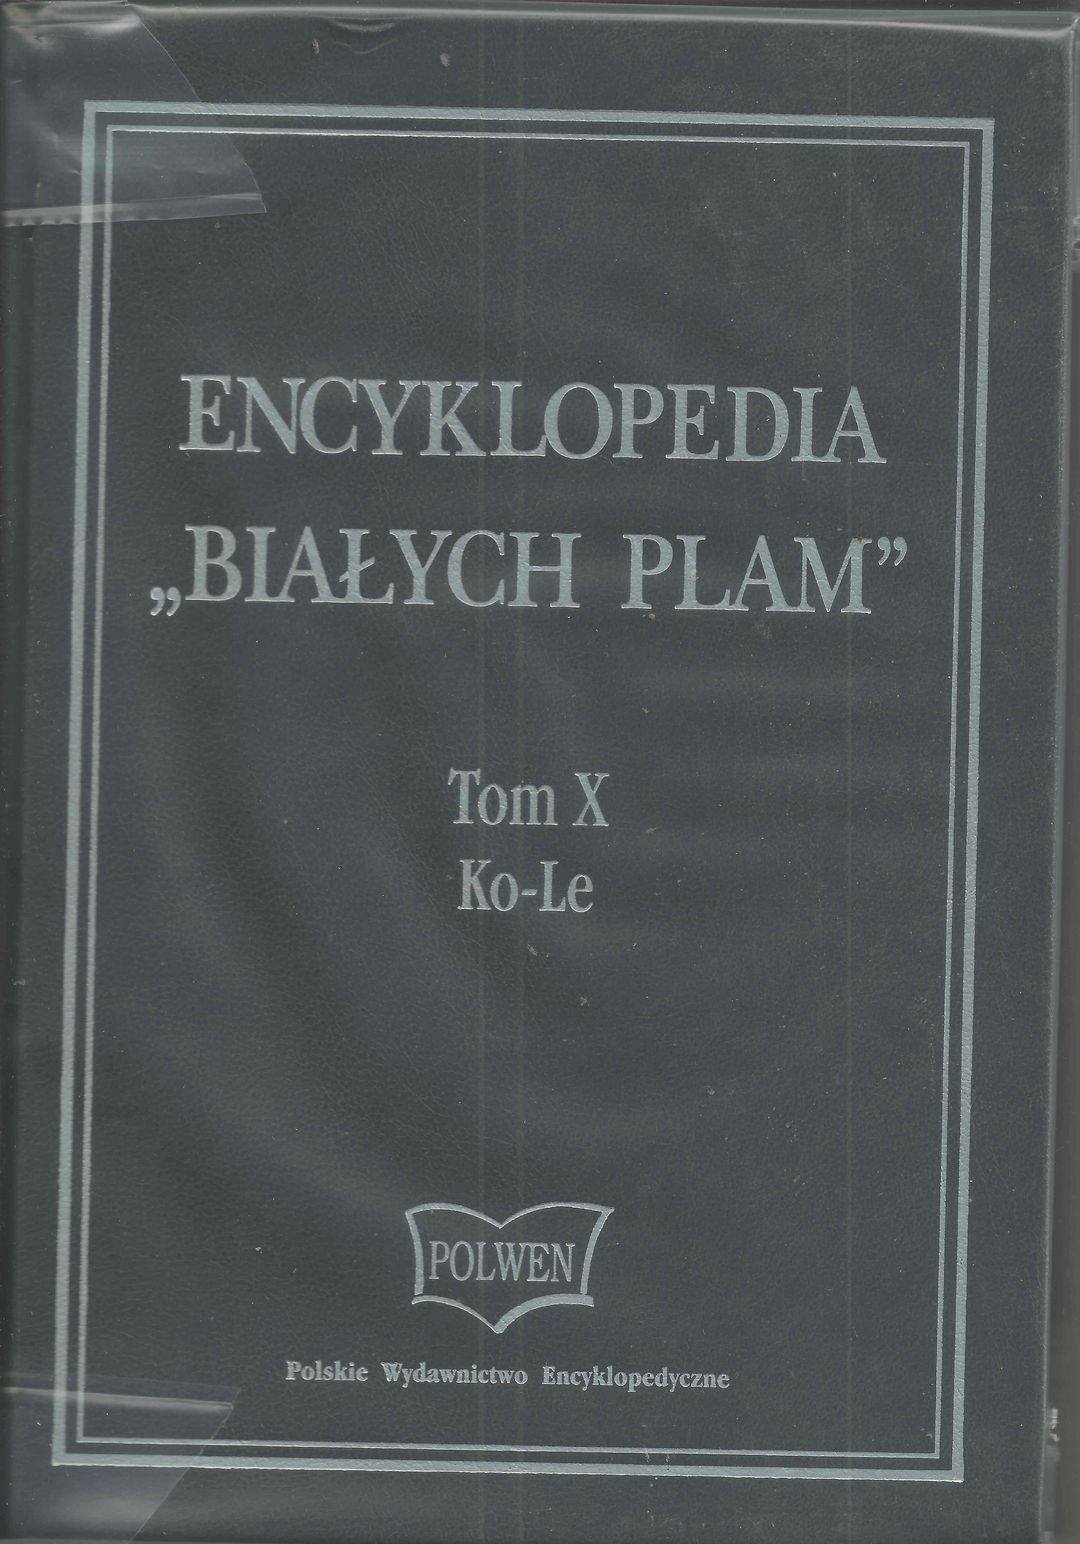 ENCYKLOPEDIA
„BIAŁYCH PLAM”
Tom X
Ko-Le
POLWEN
Polskie Wydawnictwo Encyklopedyczne